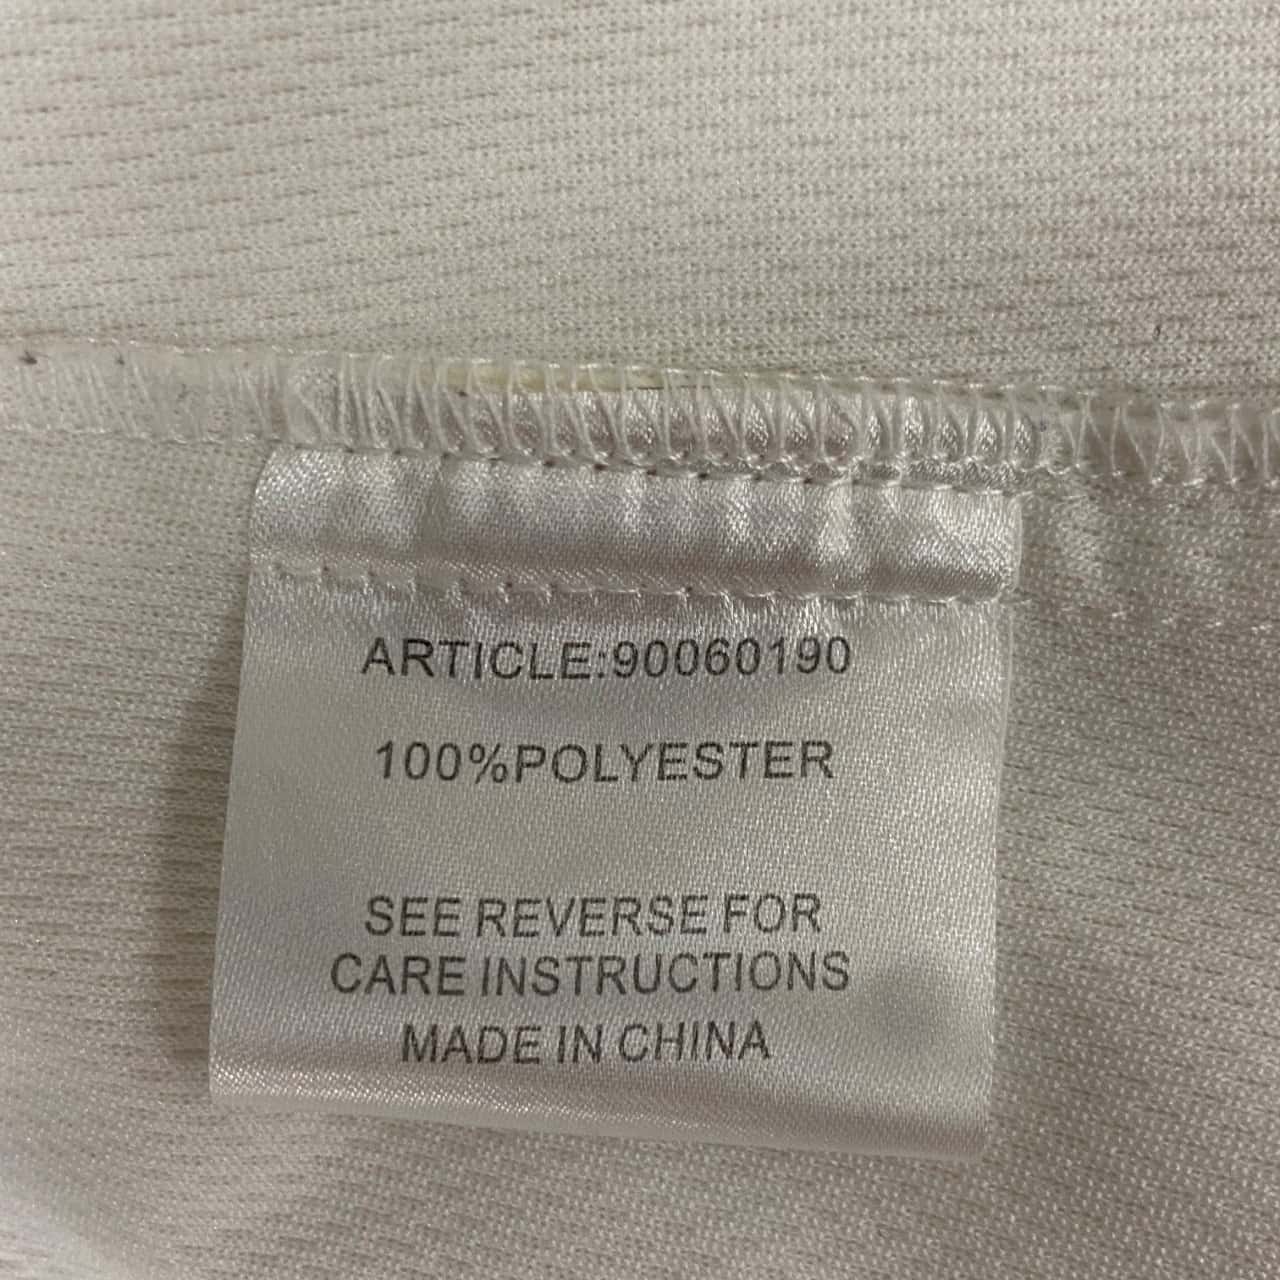 ARTICLE:90060190
100%POLYESTER
SEE REVERSE FOR
CARE INSTRUCTIONS
MADE IN CHINA